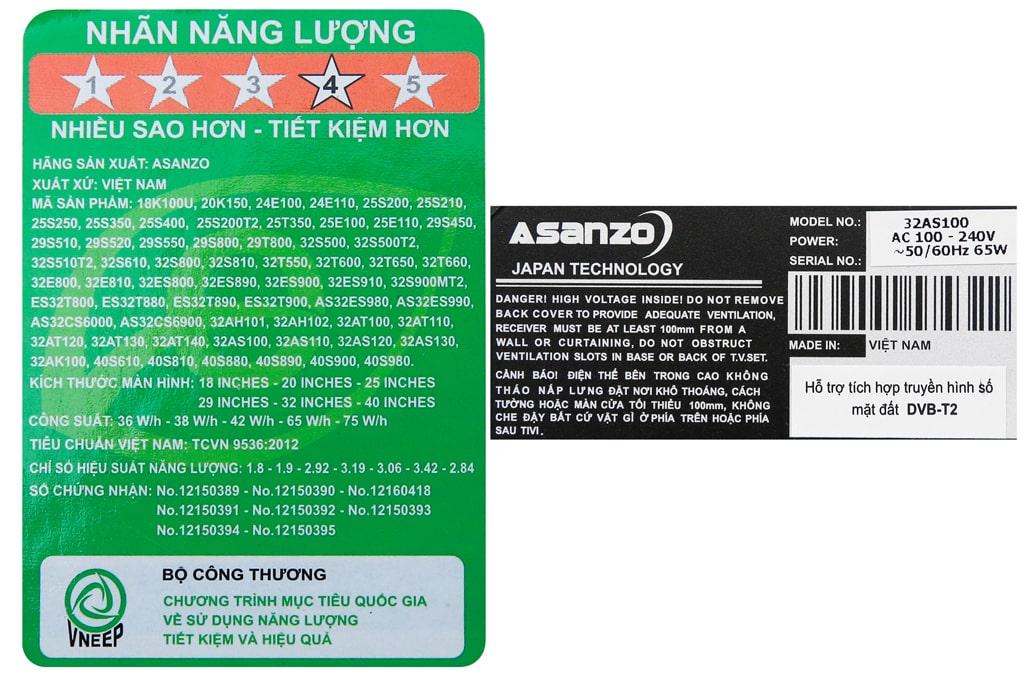 NHÃN NĂNG LƯỢNG
1 2 3 4 5
NHIỀU SAO HƠN - TIẾT KIỆM HƠN
HÃNG SẢN XUẤT: ASANZO
XUẤT XỨ: VIỆT NAM
MÃ SẢN PHẨM: 18K100U, 20K150, 24E100, 24E110, 25S200, 25S210,
25S250, 25S350, 25S400, 25S200T2, 25T350, 25E100, 25E110, 29S450,
29S510, 29S520, 29S550, 29S800, 29T800, 32S500, 32S500T2,
32S510T2, 32S610, 32S800, 32S810, 32T550, 32T600, 32T650, 32T660,
32E800, 32E810, 32ES800, 32ES890, 32ES900, 32ES910, 32S900MT2,
ES32T800, ES32T880, ES32T890, ES32T900, AS32ES980, AS32ES990,
AS32CS6000, AS32CS6900, 32AH101, 32AH102, 32AT100, 32AT110,
32AT120, 32AT130, 32AT140, 32AS100, 32AS110, 32AS120, 32AS130,
32AK100, 40S610, 40S810, 40S880, 40S890, 40S900, 40S980.
KÍCH THƯỚC MÀN HÌNH: 18 INCHES - 20 INCHES - 25 INCHES
29 INCHES - 32 INCHES - 40 INCHES
CÔNG SUẤT: 36 W/h - 38 W/h - 42 W/h - 65 W/h - 75 W/h
TIÊU CHUẨN VIỆT NAM: TCVN 9536:2012
CHỈ SỐ HIỆU SUẤT NĂNG LƯỢNG: 1.8 - 1.9 - 2.92 - 3.19 - 3.06 - 3.42 - 2.84
SỐ CHỨNG NHẬN: No.12150389 - No.12150390 - No.12160418
No.12150391 - No.12150392 - No.12150393
No.12150394 - No.12150395
VNEEP
BỘ CÔNG THƯƠNG
CHƯƠNG TRÌNH MỤC TIÊU QUỐC GIA
VỀ SỬ DỤNG NĂNG LƯỢNG
TIẾT KIỆM VÀ HIỆU QUẢ
ASANZO
JAPAN TECHNOLOGY
DANGER! HIGH VOLTAGE INSIDE! DO NOT REMOVE
BACK COVER TO PROVIDE ADEQUATE VENTILATION,
RECEIVER MUST BE AT LEAST 100mm FROM A
WALL OR CURTAINING, DO NOT OBSTRUCT
VENTILATION SLOTS IN BASE OR BACK OF T.V.SET.
CẢNH BÁO! ĐIỆN THẾ BÊN TRONG CAO KHÔNG
THÁO NẮP LƯNG ĐẶT NƠI KHÔ THOÁNG, CÁCH
TƯỜNG HOẶC MÀN CỬA TỐI THIỂU 100mm, KHÔNG
CHE ĐẬY BẤT CỨ VẬT GÌ Ở PHÍA TRÊN HOẶC PHÍA
SAU TIVI.
MODEL NO.: 32AS100
POWER: AC 100 - 240V
~50/60Hz 65W
SERIAL NO.:
MADE IN: VIỆT NAM
Hỗ trợ tích hợp truyền hình số
mặt đất DVB-T2